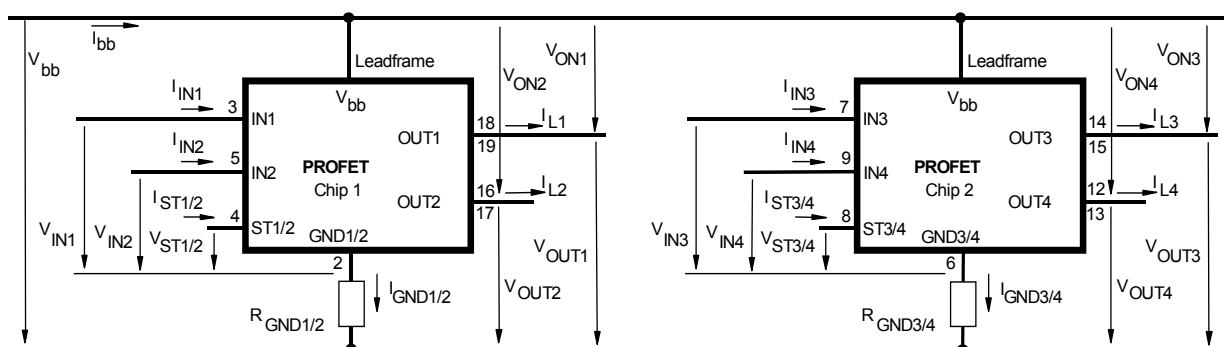 I bb
V bb
Leadframe
V ON2
V ON1
V bb
I IN1
3
IN1
18
19
OUT1
I L1
I IN2
5
IN2
PROFET
Chip 1
I ST1/2
4
ST1/2
OUT2
16
17
I L2
V IN1
V IN2
V ST1/2
GND1/2
2
V OUT1
V OUT2
R GND1/2
I GND1/2
Leadframe
V ON4
V ON3
V bb
I IN3
7
IN3
14
15
OUT3
I L3
I IN4
9
IN4
PROFET
Chip 2
I ST3/4
8
ST3/4
OUT4
12
13
I L4
V IN3
V IN4
V ST3/4
GND3/4
6
V OUT3
V OUT4
R GND3/4
I GND3/4